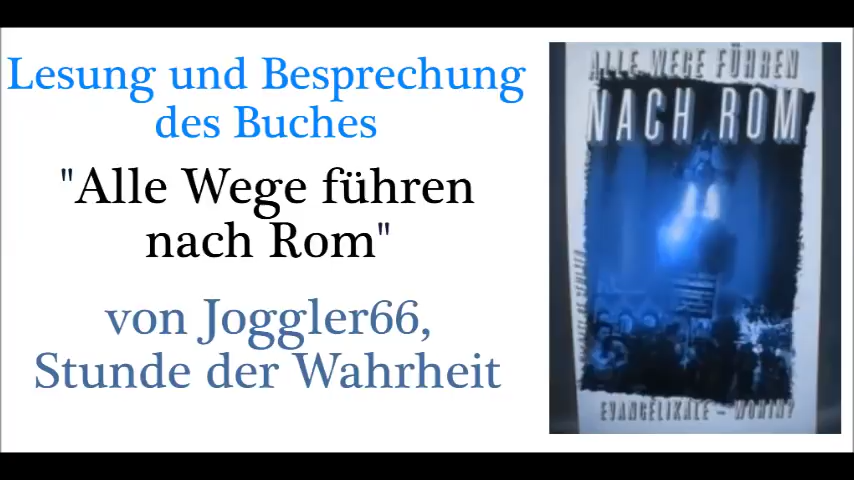 Lesung und Besprechung
des Buches
"Alle Wege führen
nach Rom"
von Joggler66,
Stunde der Wahrheit
ALLE WEGE FÜHREN
NACH ROM
EVANGELIKALE – WOHIN?